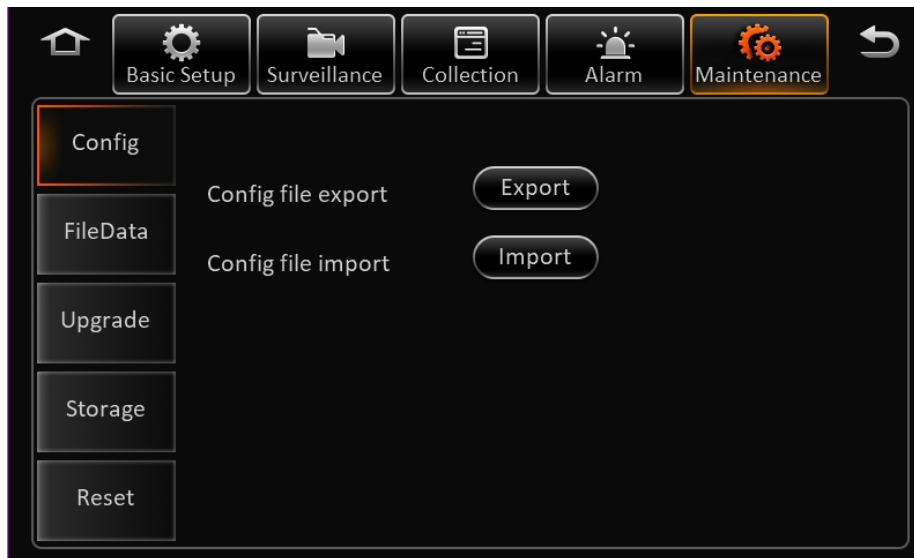 Basic Setup
Surveillance
Collection
Alarm
Maintenance
Config
FileData
Upgrade
Storage
Reset
Config file export
Export
Config file import
Import